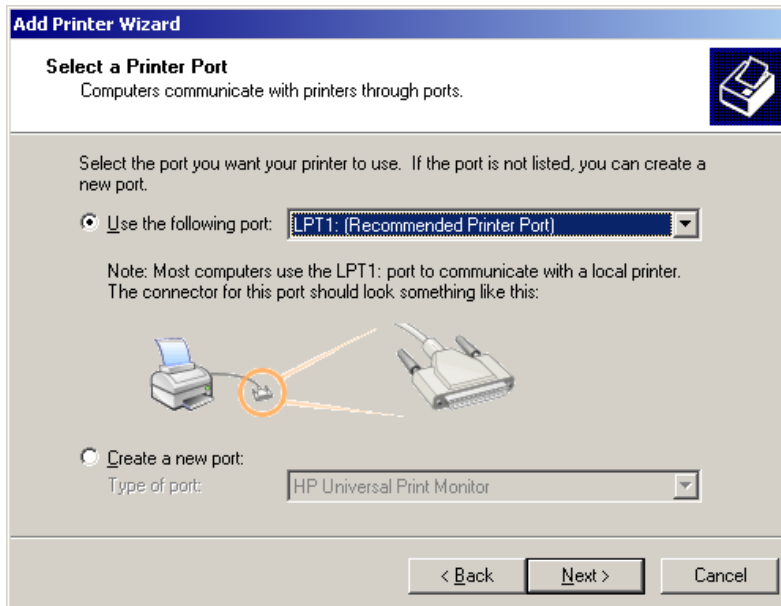 Add Printer Wizard
Select a Printer Port
Computers communicate with printers through ports.
Select the port you want your printer to use. If the port is not listed, you can create a
new port.
Use the following port: LPT1: (Recommended Printer Port)
Note: Most computers use the LPT1: port to communicate with a local printer.
The connector for this port should look something like this:
Create a new port:
Type of port: HP Universal Print Monitor
< Back Next > Cancel